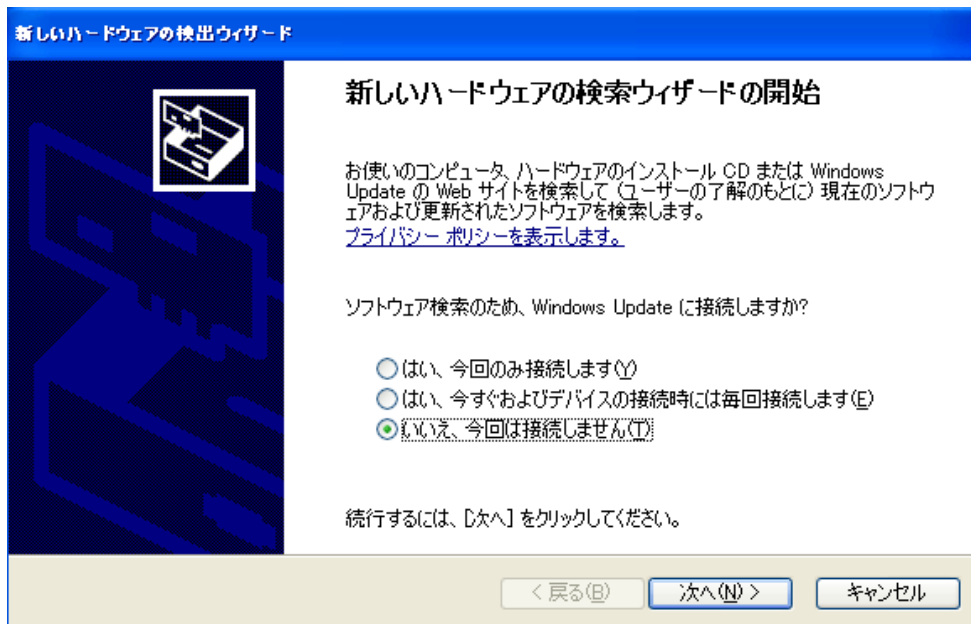 新しいハードウェアの検出ウィザード
新しいハードウェアの検索ウィザードの開始
お使いのコンピュータ、ハードウェアのインストール CD または Windows
Update の Web サイトを検索して (ユーザーの了解のもとに) 現在のソフトウ
ェアおよび更新されたソフトウェアを検索します。
プライバシー ポリシーを表示します。
ソフトウェア検索のため、Windows Update に接続しますか?
はい、今回のみ接続します(Y)
はい、今すぐおよびデバイスの接続時には毎回接続します(E)
いいえ、今回は接続しません(T)
続行するには、[次へ] をクリックしてください。
< 戻る(B) 次へ(N) > キャンセル